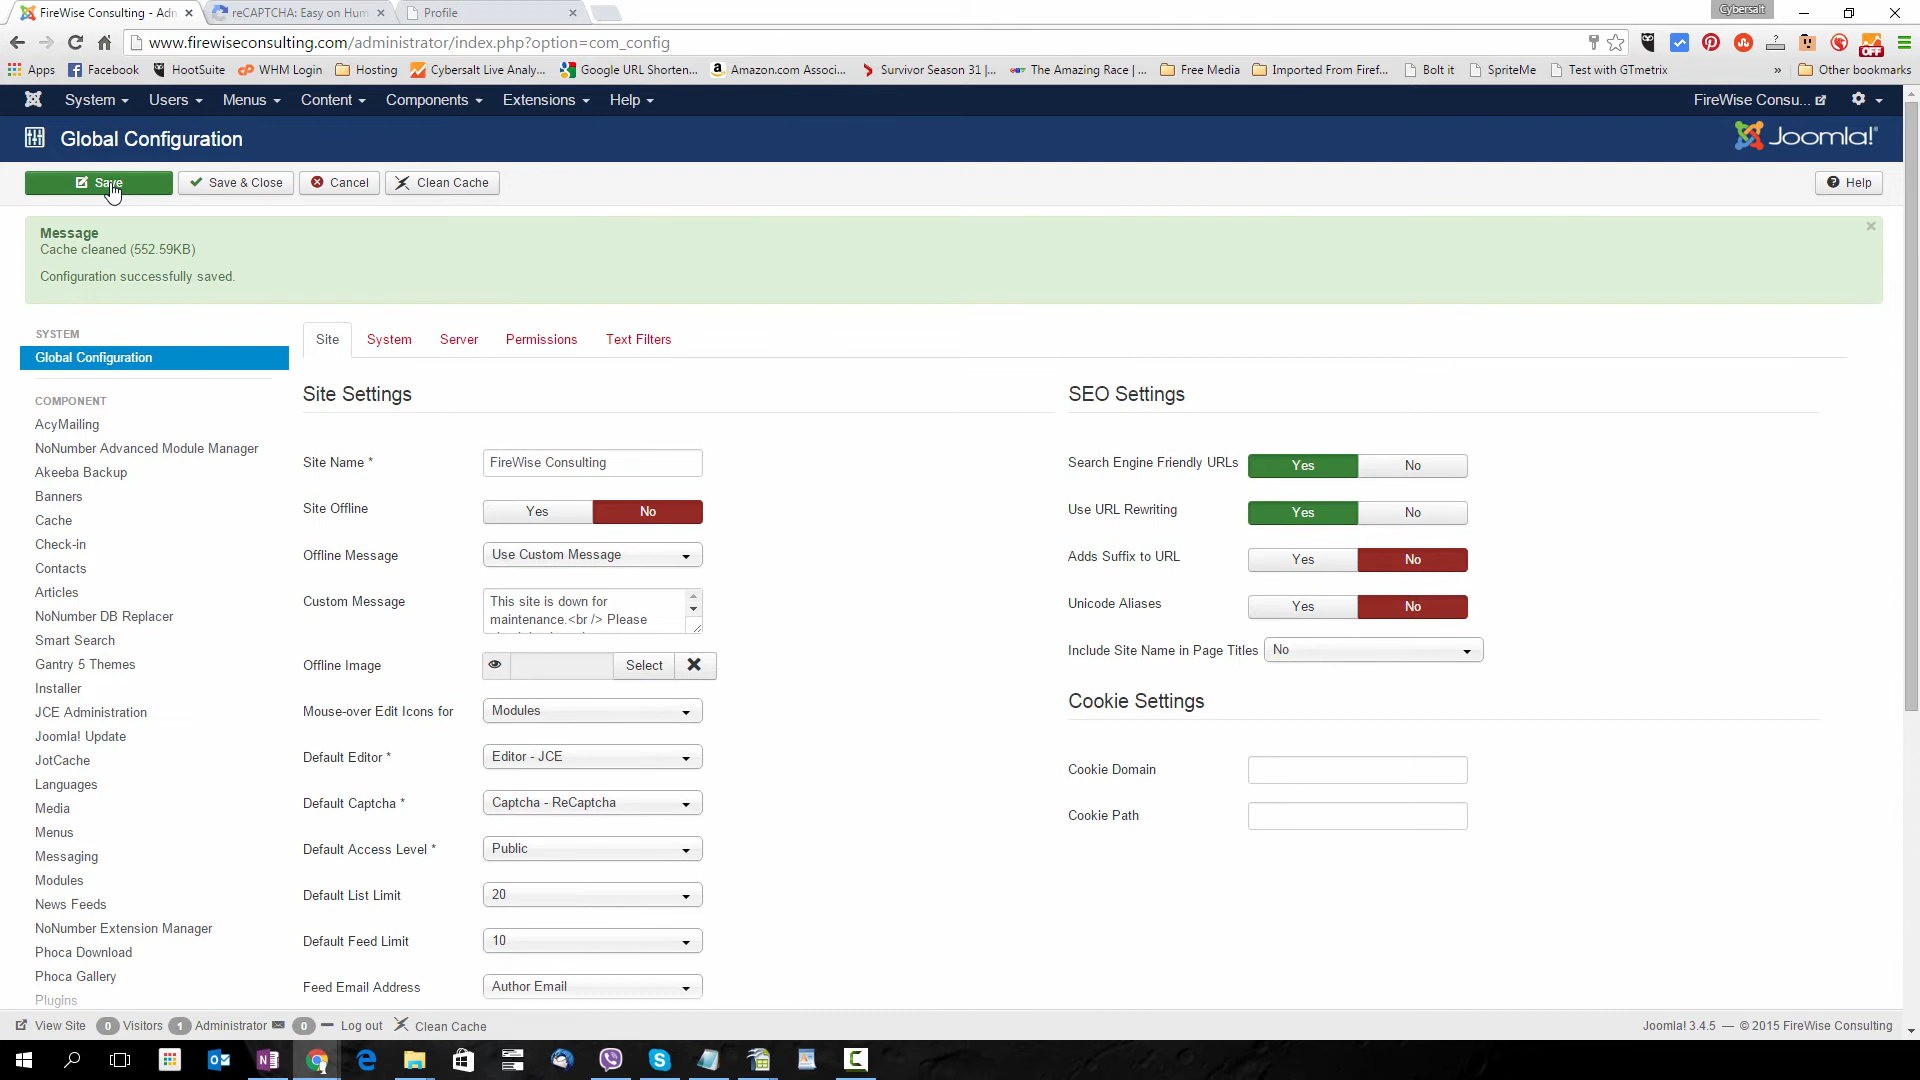 FireWise Consulting - Adn
reCAPTCHA: Easy on Hum
Profile
Cybersalt
www.firewiseconsulting.com/administrator/index.php?option=com_config
Apps
Facebook
HootSuite
WHM Login
Hosting
Cybersalt Live Analy...
Google URL Shorten...
Amazon.com Associ...
Survivor Season 31 |...
The Amazing Race | ...
Free Media
Imported From Firef...
Bolt it
SpriteMe
Test with GTmetrix
»
Other bookmarks
System
Users
Menus
Content
Components
Extensions
Help
FireWise Consu...
Global Configuration
Joomla!
Save
Save & Close
Cancel
Clean Cache
Help
Message
Cache cleaned (552.59KB)
Configuration successfully saved.
SYSTEM
Global Configuration
COMPONENT
AcyMailing
NoNumber Advanced Module Manager
Akeeba Backup
Banners
Cache
Check-in
Contacts
Articles
NoNumber DB Replacer
Smart Search
Gantry 5 Themes
Installer
JCE Administration
Joomla! Update
JotCache
Languages
Media
Menus
Messaging
Modules
News Feeds
NoNumber Extension Manager
Phoca Download
Phoca Gallery
Plugins
Site
System
Server
Permissions
Text Filters
Site Settings
Site Name *
FireWise Consulting
Site Offline
Yes
No
Offline Message
Use Custom Message
Custom Message
This site is down for
maintenance.<br /> Please
Offline Image
Select
Mouse-over Edit Icons for
Modules
Default Editor *
Editor - JCE
Default Captcha *
Captcha - ReCaptcha
Default Access Level *
Public
Default List Limit
20
Default Feed Limit
10
Feed Email Address
Author Email
SEO Settings
Search Engine Friendly URLs
Yes
No
Use URL Rewriting
Yes
No
Adds Suffix to URL
Yes
No
Unicode Aliases
Yes
No
Include Site Name in Page Titles
No
Cookie Settings
Cookie Domain
Cookie Path
View Site
0
Visitors
1
Administrator
0
Log out
Clean Cache
Joomla! 3.4.5 — © 2015 FireWise Consulting